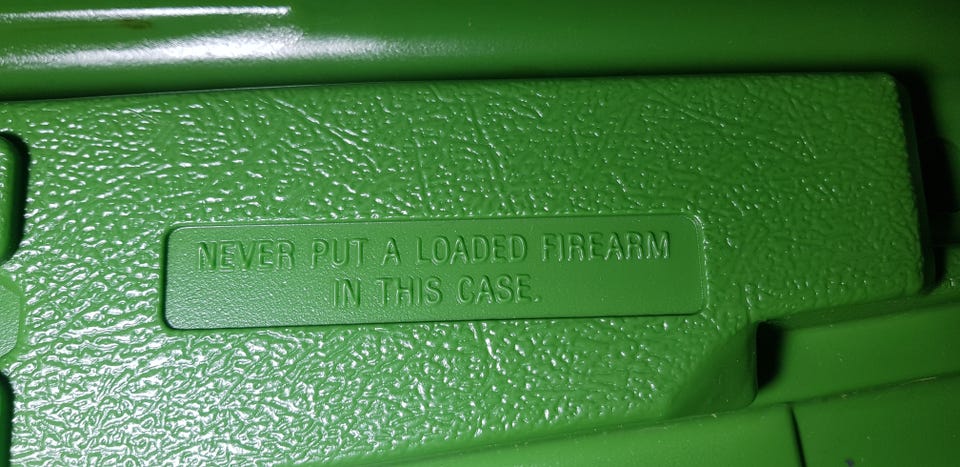 NEVER PUT A LOADED FIREARM
IN THIS CASE.